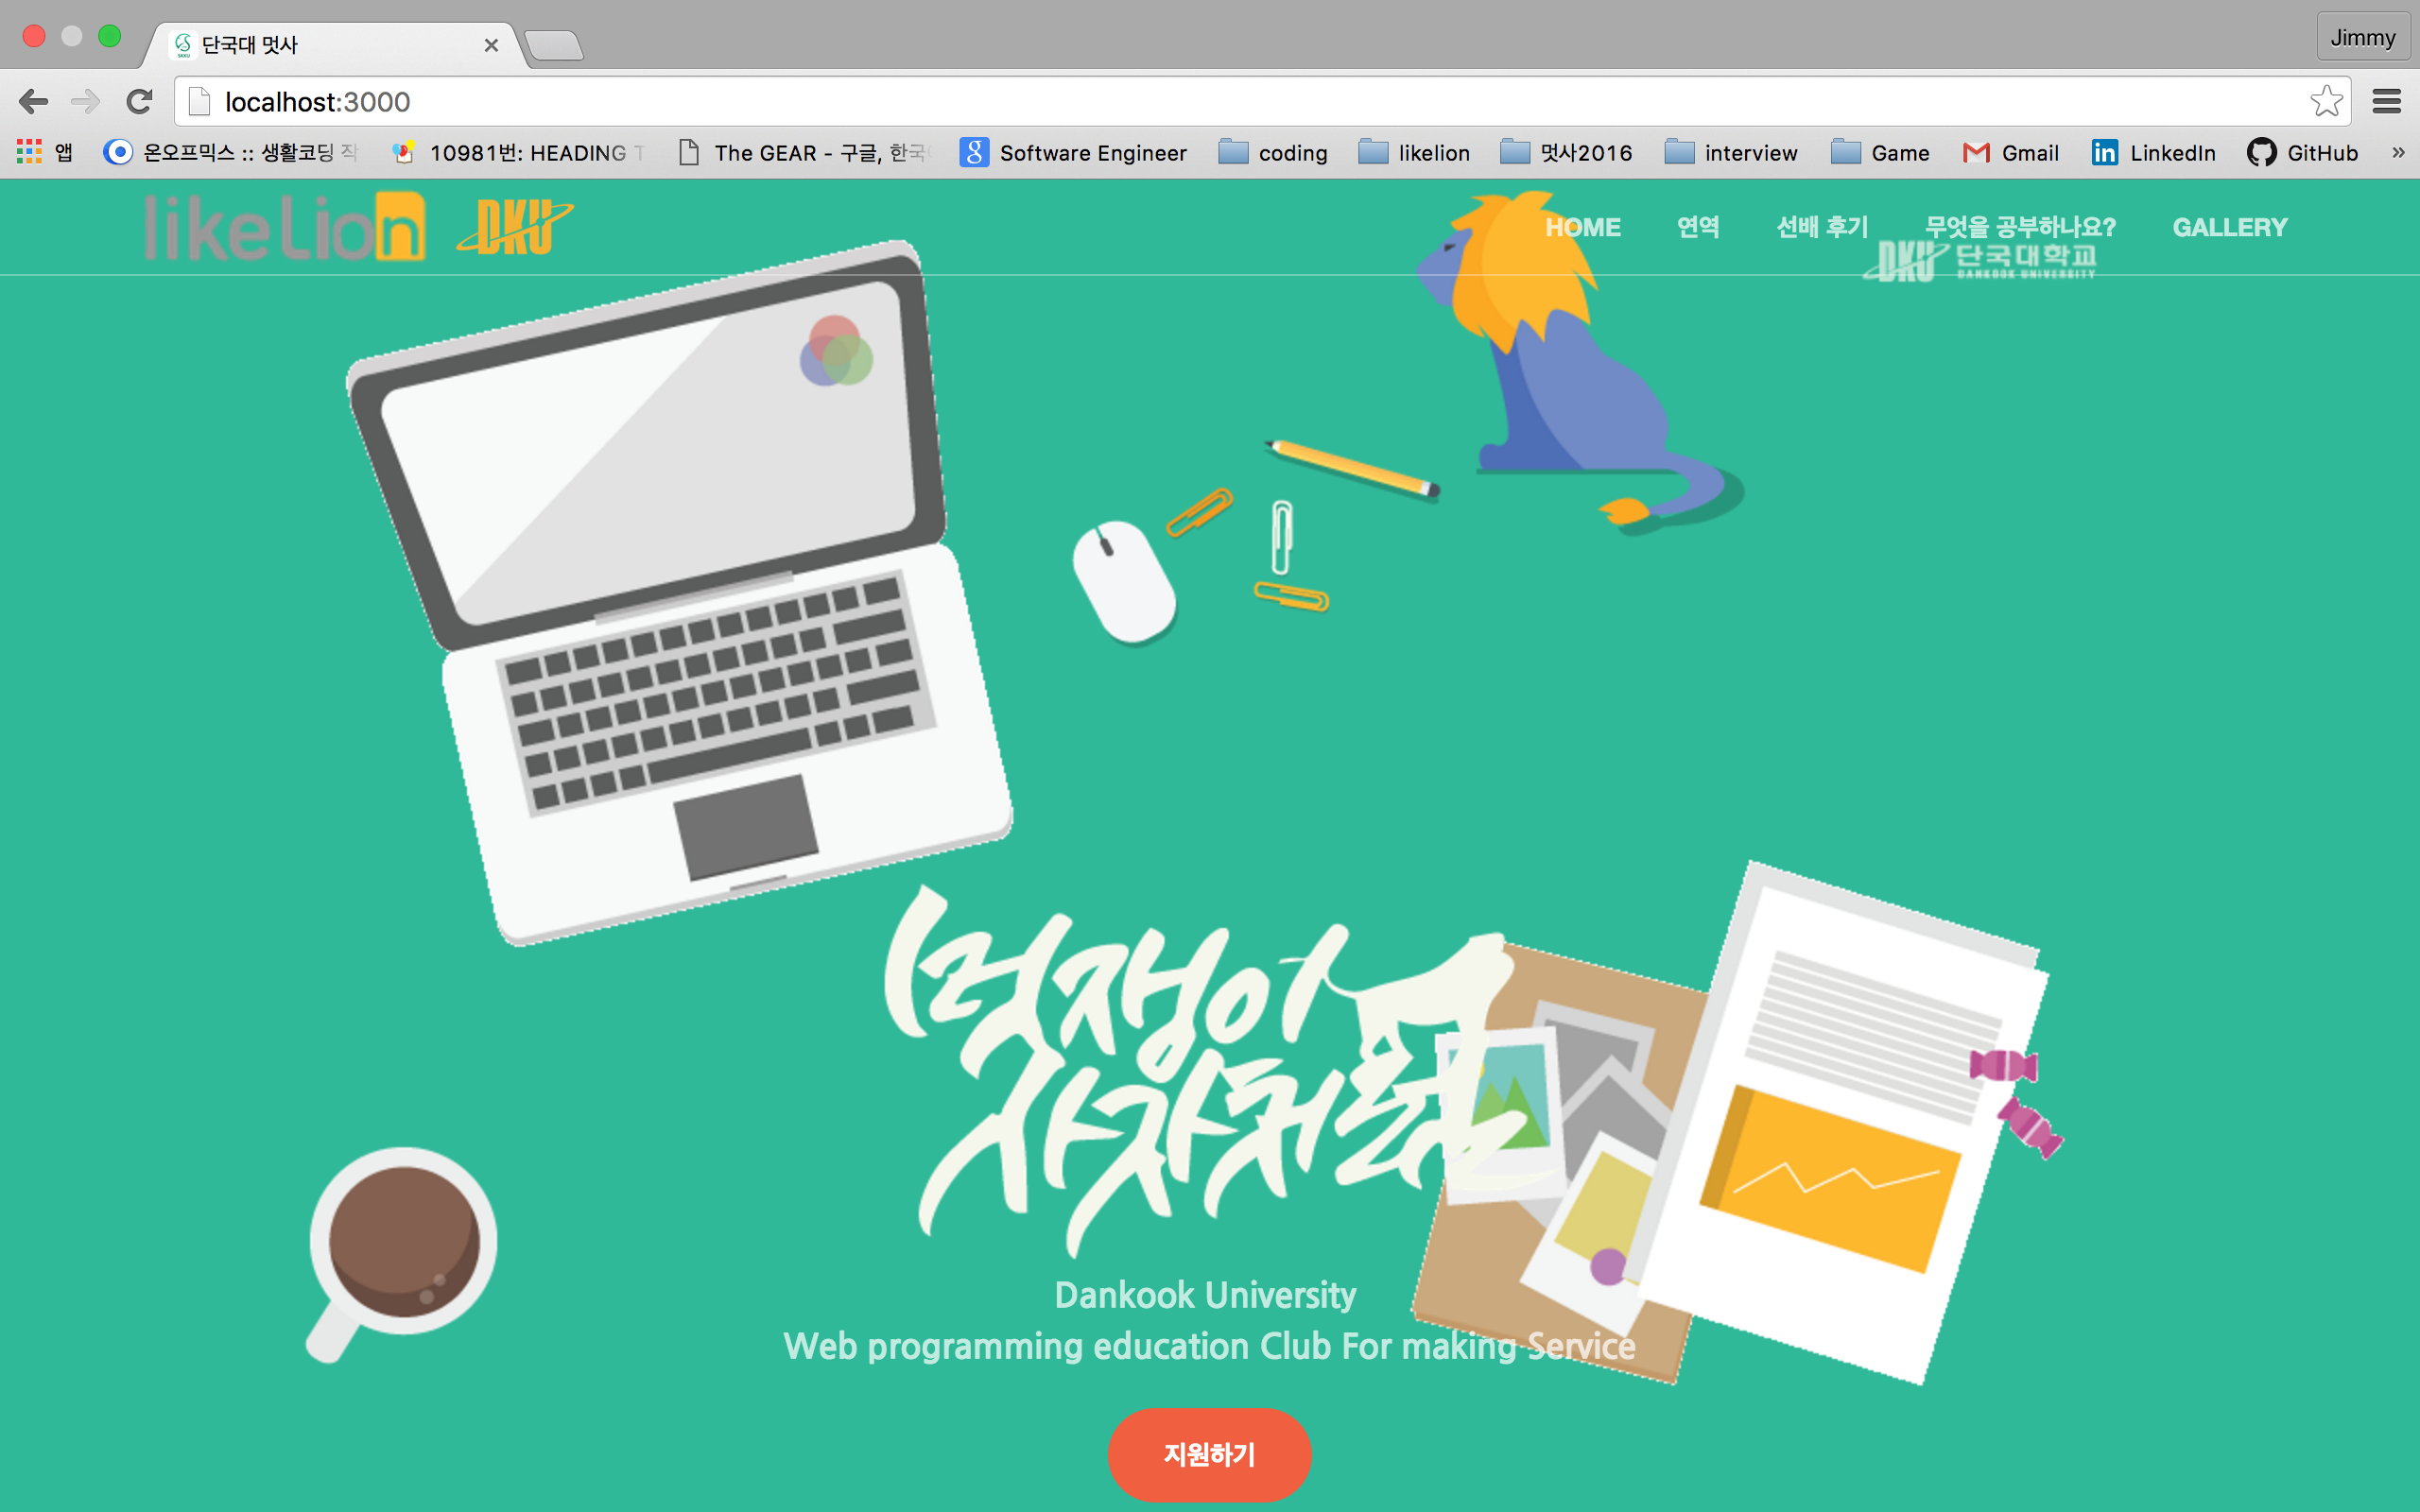 단국대 멋사
Jimmy
localhost:3000
앱 온오프믹스 :: 생활코딩 작 10981번: HEADING T The GEAR - 구글, 한국 Software Engineer coding likelion 멋사2016 interview Game Gmail LinkedIn GitHub »
likelion DKU HOME 연역 선배 후기 무엇을 공부하나요? GALLERY
DKU 단국대학교
DANKOOK UNIVERSITY
멋쟁이
사자처럼
Dankook University
Web programming education Club For making Service
지원하기